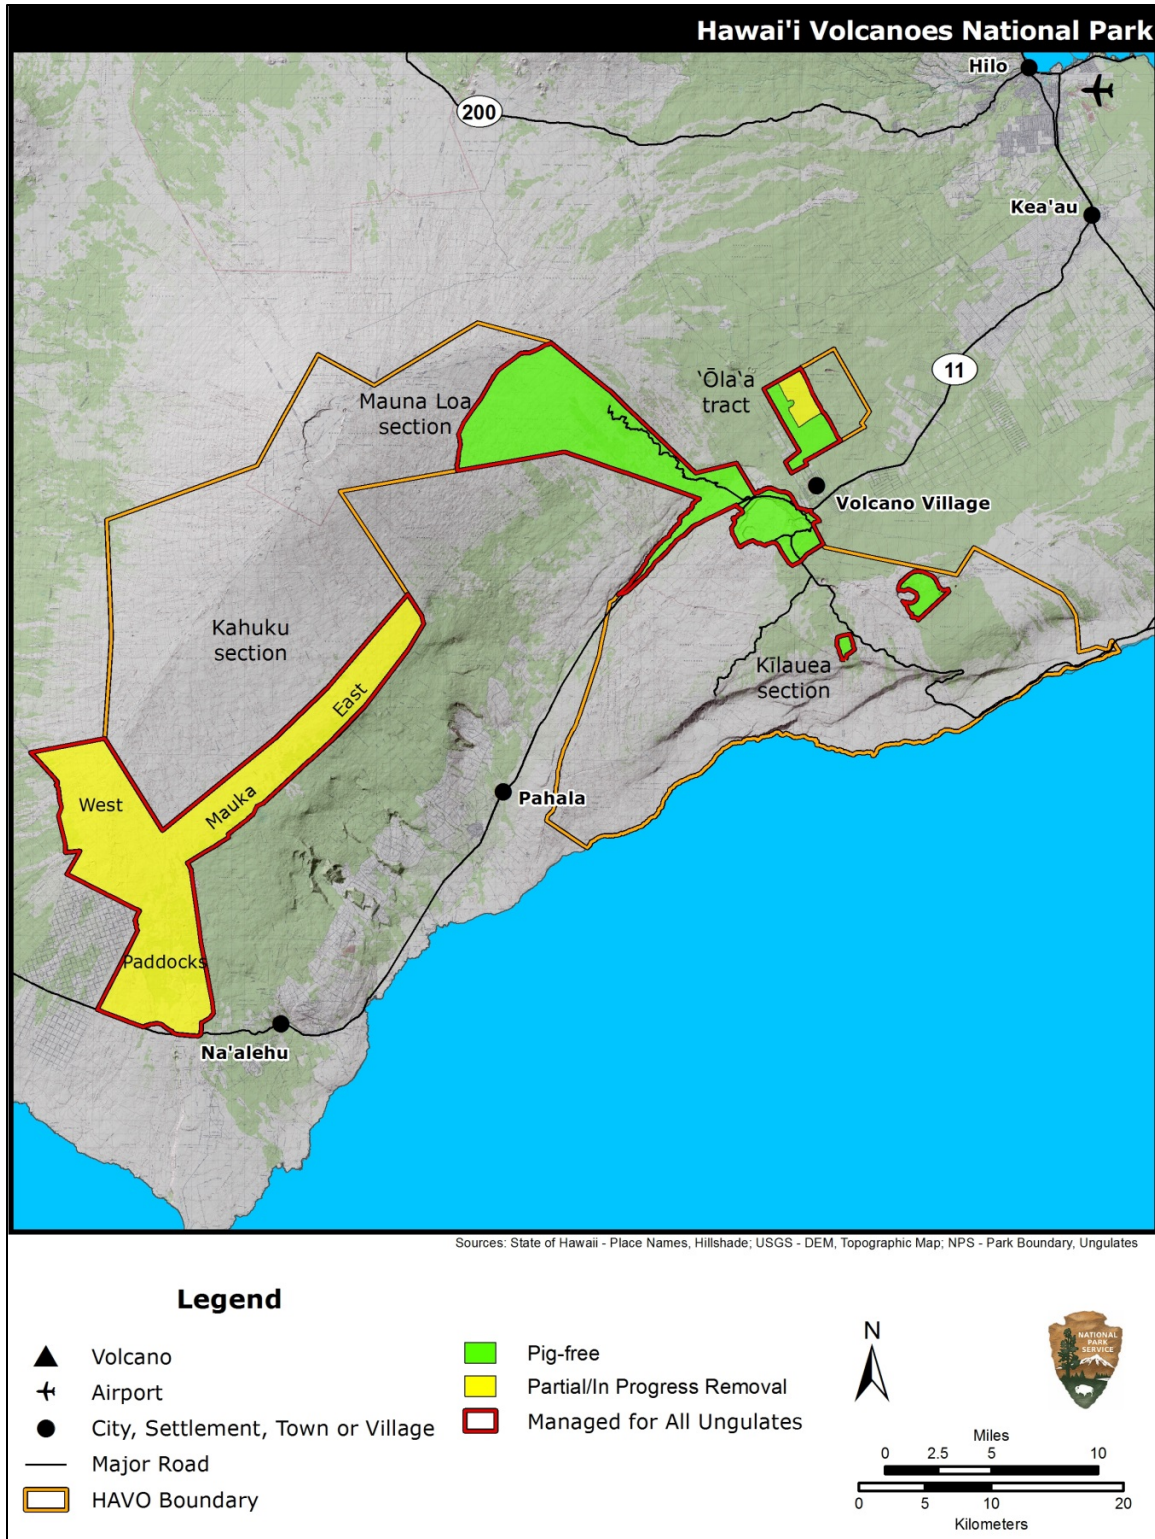 Hawai'i Volcanoes National Park
Hilo
200
Kea'au
11
ʻŌlaʻa
tract
Mauna Loa
section
Volcano Village
Kahuku
section
Kīlauea
section
East
Mauka
West
Pahala
Paddocks
Na'alehu
Sources: State of Hawaii - Place Names, Hillshade; USGS - DEM, Topographic Map; NPS - Park Boundary, Ungulates
Legend
Volcano
Airport
City, Settlement, Town or Village
Major Road
HAVO Boundary
Pig-free
Partial/In Progress Removal
Managed for All Ungulates
N
NATIONAL
PARK
SERVICE
Miles
0 2.5 5 10
0 5 10 20
Kilometers